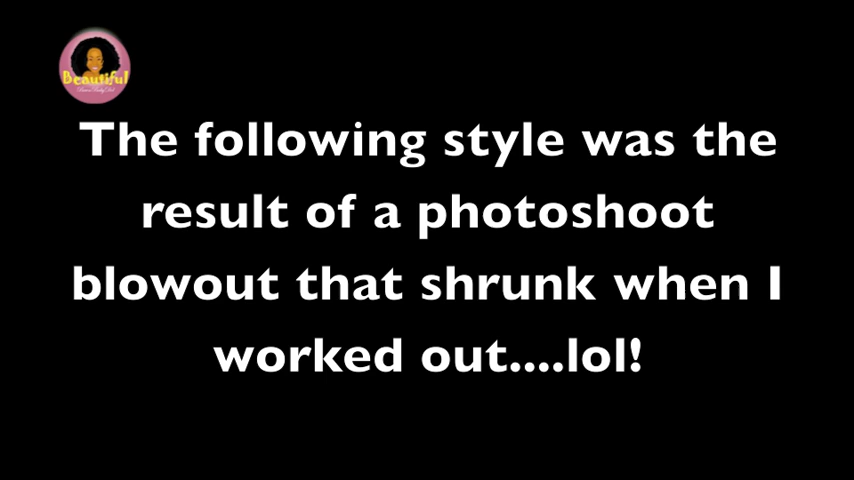 Beautiful
The following style was the
result of a photoshoot
blowout that shrunk when I
worked out....lol!